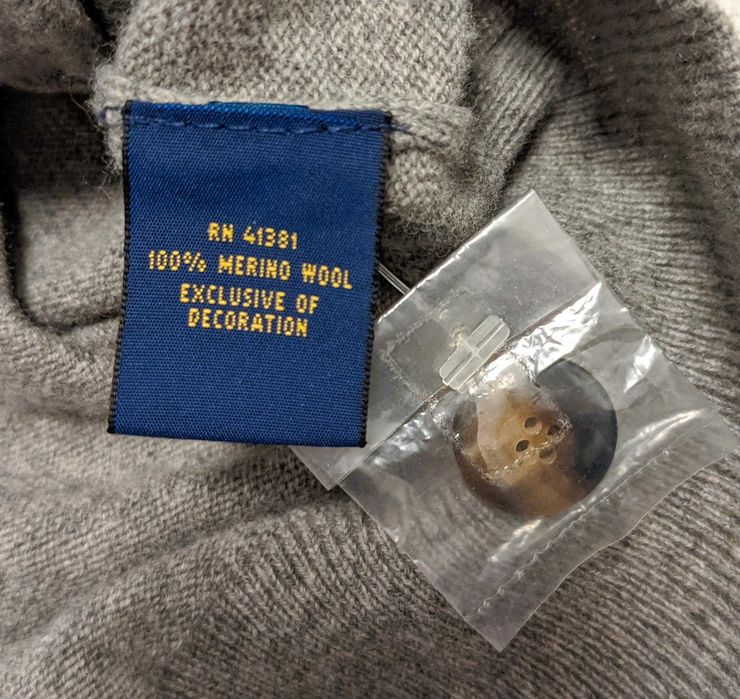 RN 41381
100% MERINO WOOL
EXCLUSIVE OF
DECORATION